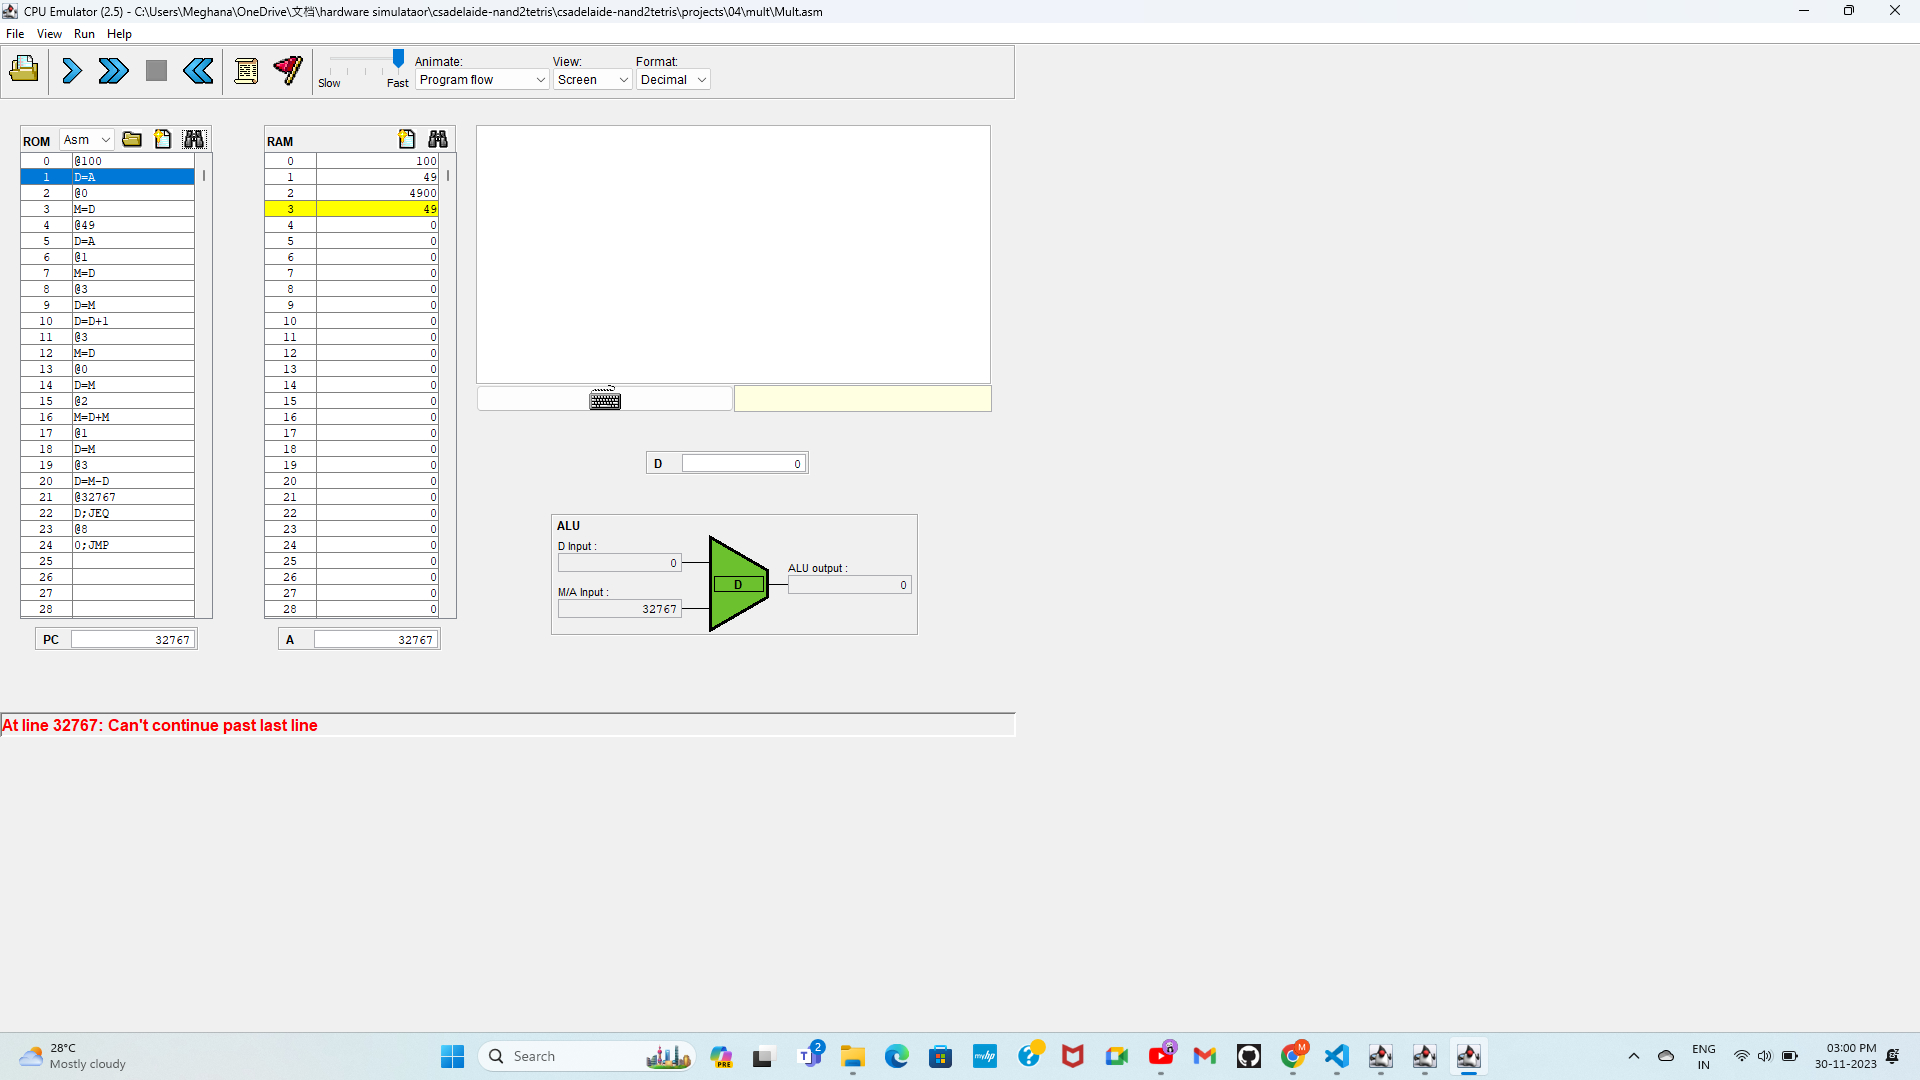 CPU Emulator (2.5) - C:\Users\Meghana\OneDrive\文档\hardware simulataor\csadelaide-nand2tetris\csadelaide-nand2tetris\projects\04\mult\Mult.asm
File View Run Help
Slow Fast
Animate:
Program flow
View:
Screen
Format:
Decimal
ROM Asm
0 @100
1 D=A
2 @0
3 M=D
4 @49
5 D=A
6 @1
7 M=D
8 @3
9 D=M
10 D=D+1
11 @3
12 M=D
13 @0
14 D=M
15 @2
16 M=D+M
17 @1
18 D=M
19 @3
20 D=M-D
21 @32767
22 D;JEQ
23 @8
24 0;JMP
25
26
27
28
PC 32767
RAM
0 100
1 49
2 4900
3 49
4 0
5 0
6 0
7 0
8 0
9 0
10 0
11 0
12 0
13 0
14 0
15 0
16 0
17 0
18 0
19 0
20 0
21 0
22 0
23 0
24 0
25 0
26 0
27 0
28 0
A 32767
D 0
ALU
D Input :
0
M/A Input :
32767
D
ALU output :
0
At line 32767: Can't continue past last line
28°C
Mostly cloudy
Search
PRE
2
myhp
M
ENG
IN
03:00 PM
30-11-2023